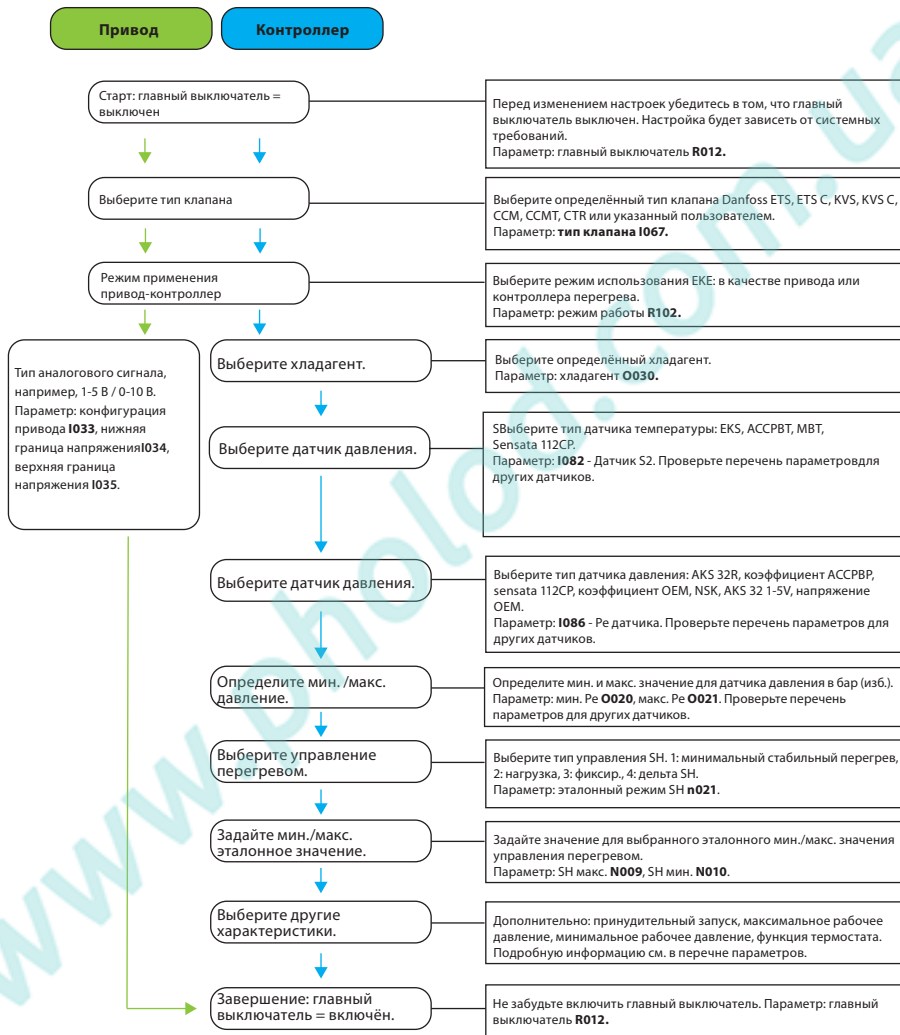 Привод
Контроллер
Старт: главный выключатель =
выключен
Перед изменением настроек убедитесь в том, что главный
выключатель выключен. Настройка будет зависеть от системных
требований.
Параметр: главный выключатель R012.
Выберите тип клапана
Выберите определённый тип клапана Danfoss ETS, ETS C, KVS, KVS C,
CCM, CCMT, CTR или указанный пользователем.
Параметр: тип клапана I067.
Режим применения
привод-контроллер
Выберите режим использования EKE: в качестве привода или
контроллера перегрева.
Параметр: режим работы R102.
Тип аналогового сигнала,
например, 1-5 В / 0-10 В.
Параметр: конфигурация
привода I033, нижняя
граница напряженияI034,
верхняя граница
напряжения I035.
Выберите хладагент.
Выберите определённый хладагент.
Параметр: хладагент O030.
Выберите датчик давления.
SВыберите тип датчика температуры: EKS, ACCPBT, MBT,
Sensata 112CP.
Параметр: I082 - Датчик S2. Проверьте перечень параметровдля
других датчиков.
Выберите датчик давления.
Выберите тип датчика давления: AKS 32R, коэффициент ACCPBP,
sensata 112CP, коэффициент OEM, NSK, AKS 32 1-5V, напряжение
OEM.
Параметр: I086 - Pe датчика. Проверьте перечень параметров для
других датчиков.
Определите мин. /макс.
давление.
Определите мин. и макс. значение для датчика давления в бар (изб.).
Параметр: мин. Pe O020, макс. Pe O021. Проверьте перечень
параметров для других датчиков.
Выберите управление
перегревом.
Выберите тип управления SH. 1: минимальный стабильный перегрев,
2: нагрузка, 3: фиксир., 4: дельта SH.
Параметр: эталонный режим SH n021.
Задайте мин./макс.
эталонное значение.
Задайте значение для выбранного эталонного мин./макс. значения
управления перегревом.
Параметр: SH макс. N009, SH мин. N010.
Выберите другие
характеристики.
Дополнительно: принудительный запуск, максимальное рабочее
давление, минимальное рабочее давление, функция термостата.
Подробную информацию см. в перечне параметров.
Завершение: главный
выключатель = включён.
Не забудьте включить главный выключатель. Параметр: главный
выключатель R012.
www.pholod.com.ua